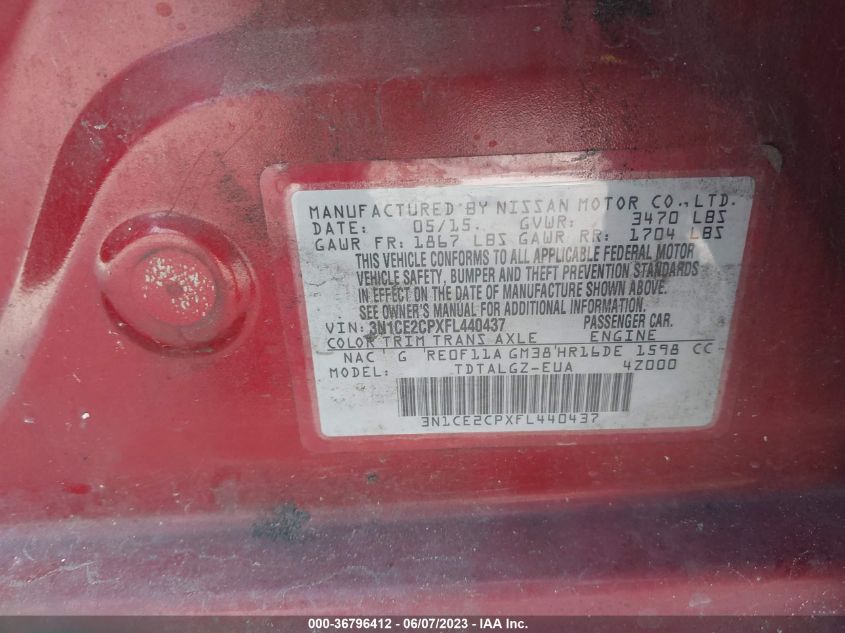 MANUFACTURED BY NISSAN MOTOR CO.,LTD.
DATE: 05/15. GVWR: 3470 LBS
GAWR FR: 1867 LBS GAWR RR: 1704 LBS
THIS VEHICLE CONFORMS TO ALL APPLICABLE FEDERAL MOTOR
VEHICLE SAFETY, BUMPER AND THEFT PREVENTION STANDARDS
IN EFFECT ON THE DATE OF MANUFACTURE SHOWN ABOVE.
SEE OWNER'S MANUAL FOR ADDITIONAL INFORMATION.
VIN: 3N1CE2CPXFL440437 PASSENGER CAR.
COLOR TRIM TRANS AXLE ENGINE
NAC G RE0F11A GM38 HR16DE 1598 CC
MODEL: TDTALGZ-EUA 4Z000
3N1CE2CPXFL440437
000-36796412 - 06/07/2023 - IAA Inc.